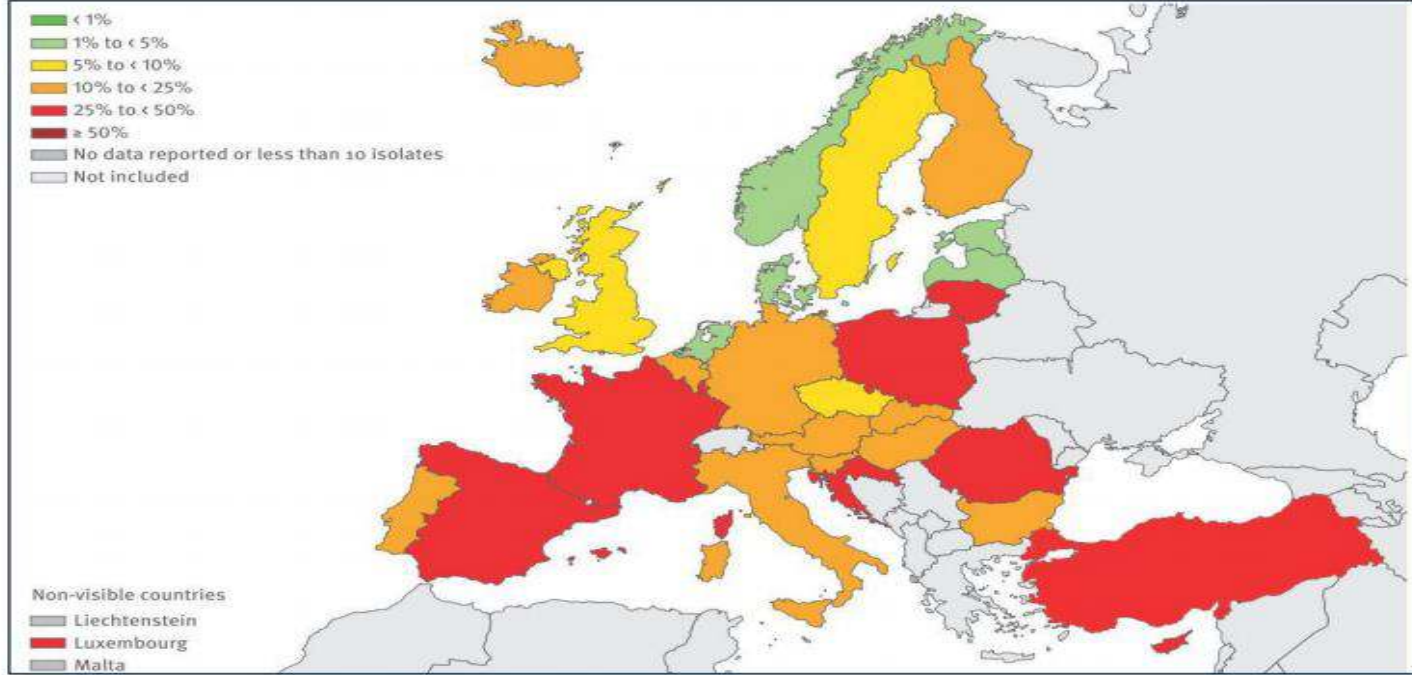 < 1%
1% to < 5%
5% to < 10%
10% to < 25%
25% to < 50%
≥ 50%
No data reported or less than 10 isolates
Not included
Non-visible countries
Liechtenstein
Luxembourg
Malta